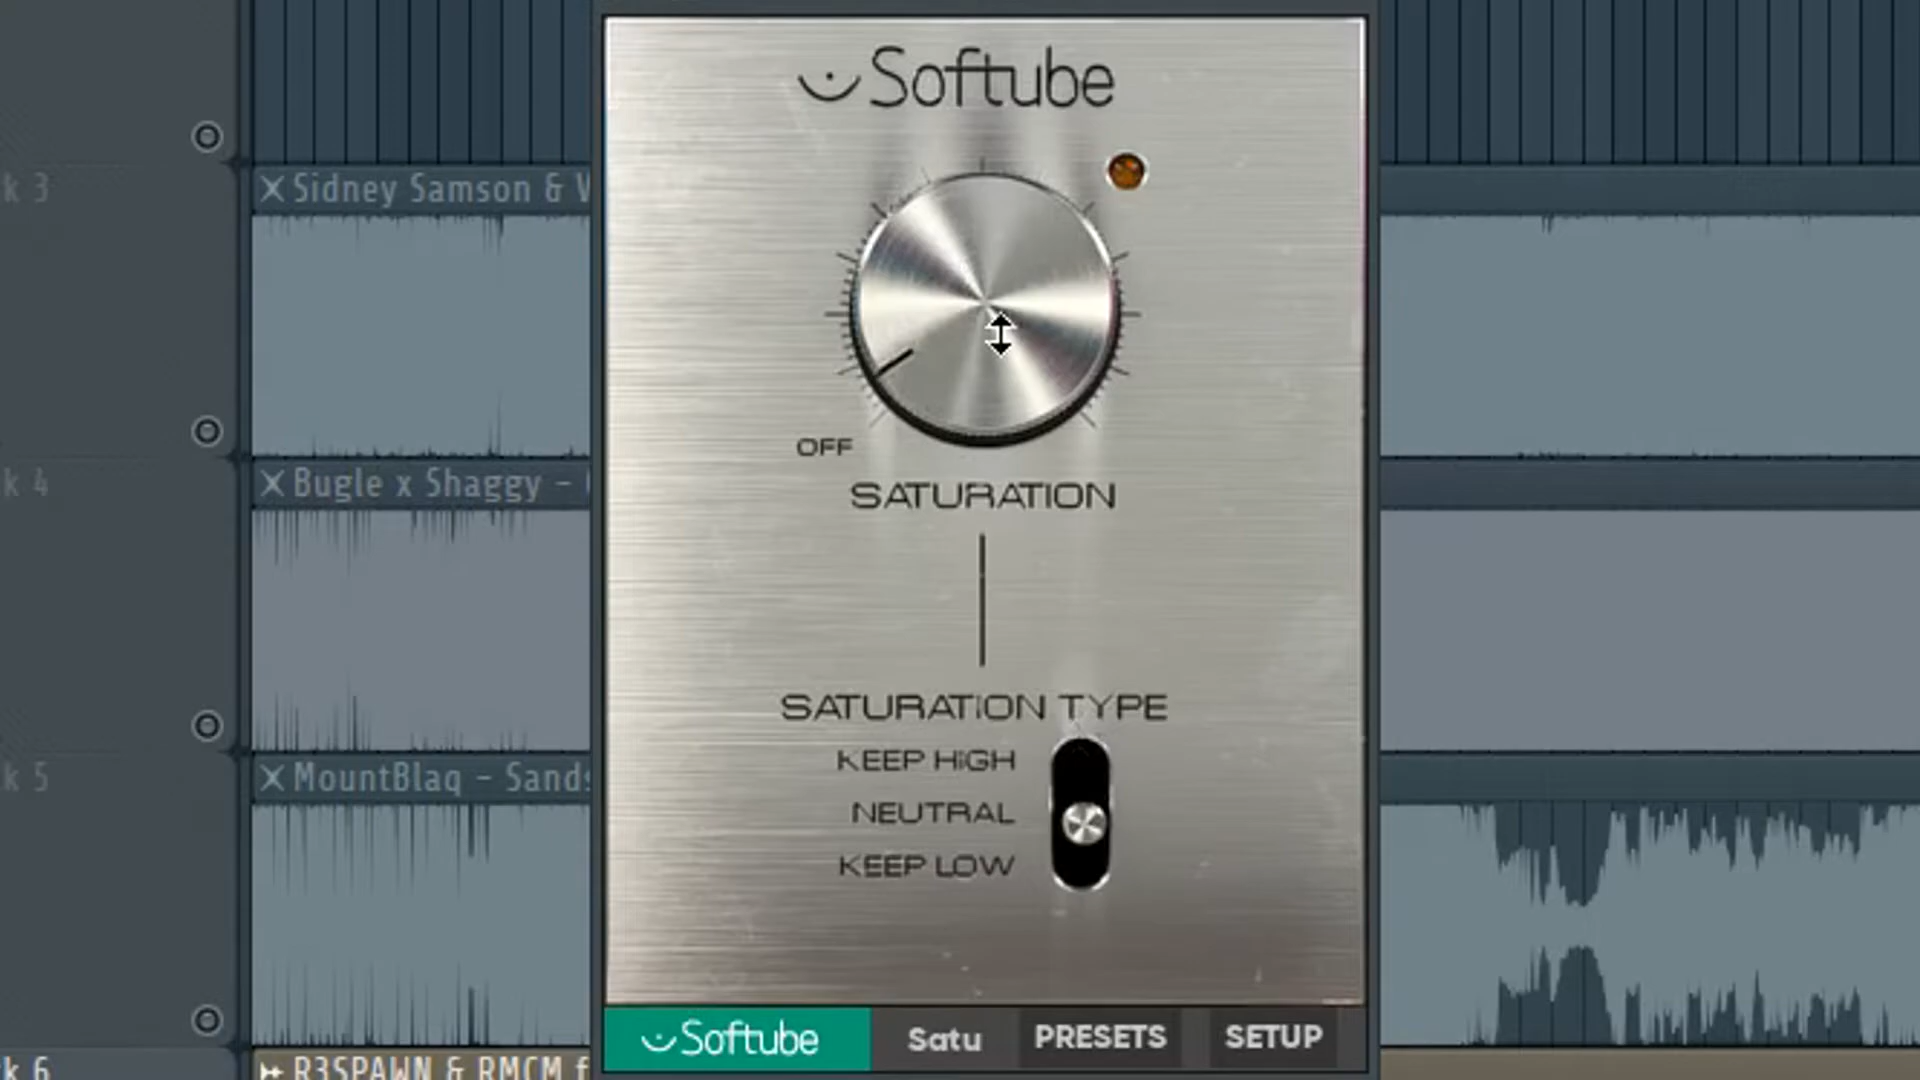 Softube
k 3
Sidney Samson &
OFF
SATURATION
k 4
Bugle x Shaggy -
SATURATION TYPE
KEEP HIGH
NEUTRAL
KEEP LOW
k 5
MountBlaq - Sands
Softube
Satu
PRESETS
SETUP
k 6
R3SPAWN & RMCM f